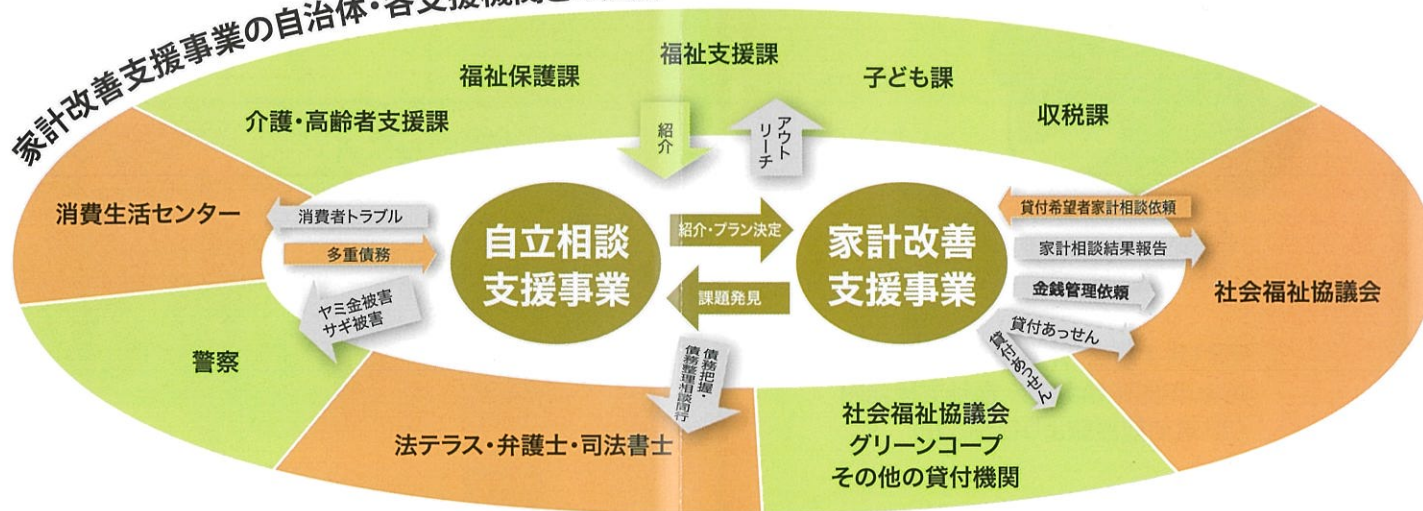 家計改善支援事業の自治体・各支援機関と
福祉支援課
福祉保護課
子ども課
介護・高齢者支援課
収税課
紹介
アウト
リーチ
消費生活センター
消費者トラブル
多重債務
ヤミ金被害
サギ被害
自立相談
支援事業
紹介・プラン決定
課題発見
家計改善
支援事業
貸付希望者家計相談依頼
家計相談結果報告
金銭管理依頼
貸付あっせん
貸付あっせん
社会福祉協議会
警察
債務把握・
債務整理相談同行
法テラス・弁護士・司法書士
社会福祉協議会
グリーンコープ
その他の貸付機関